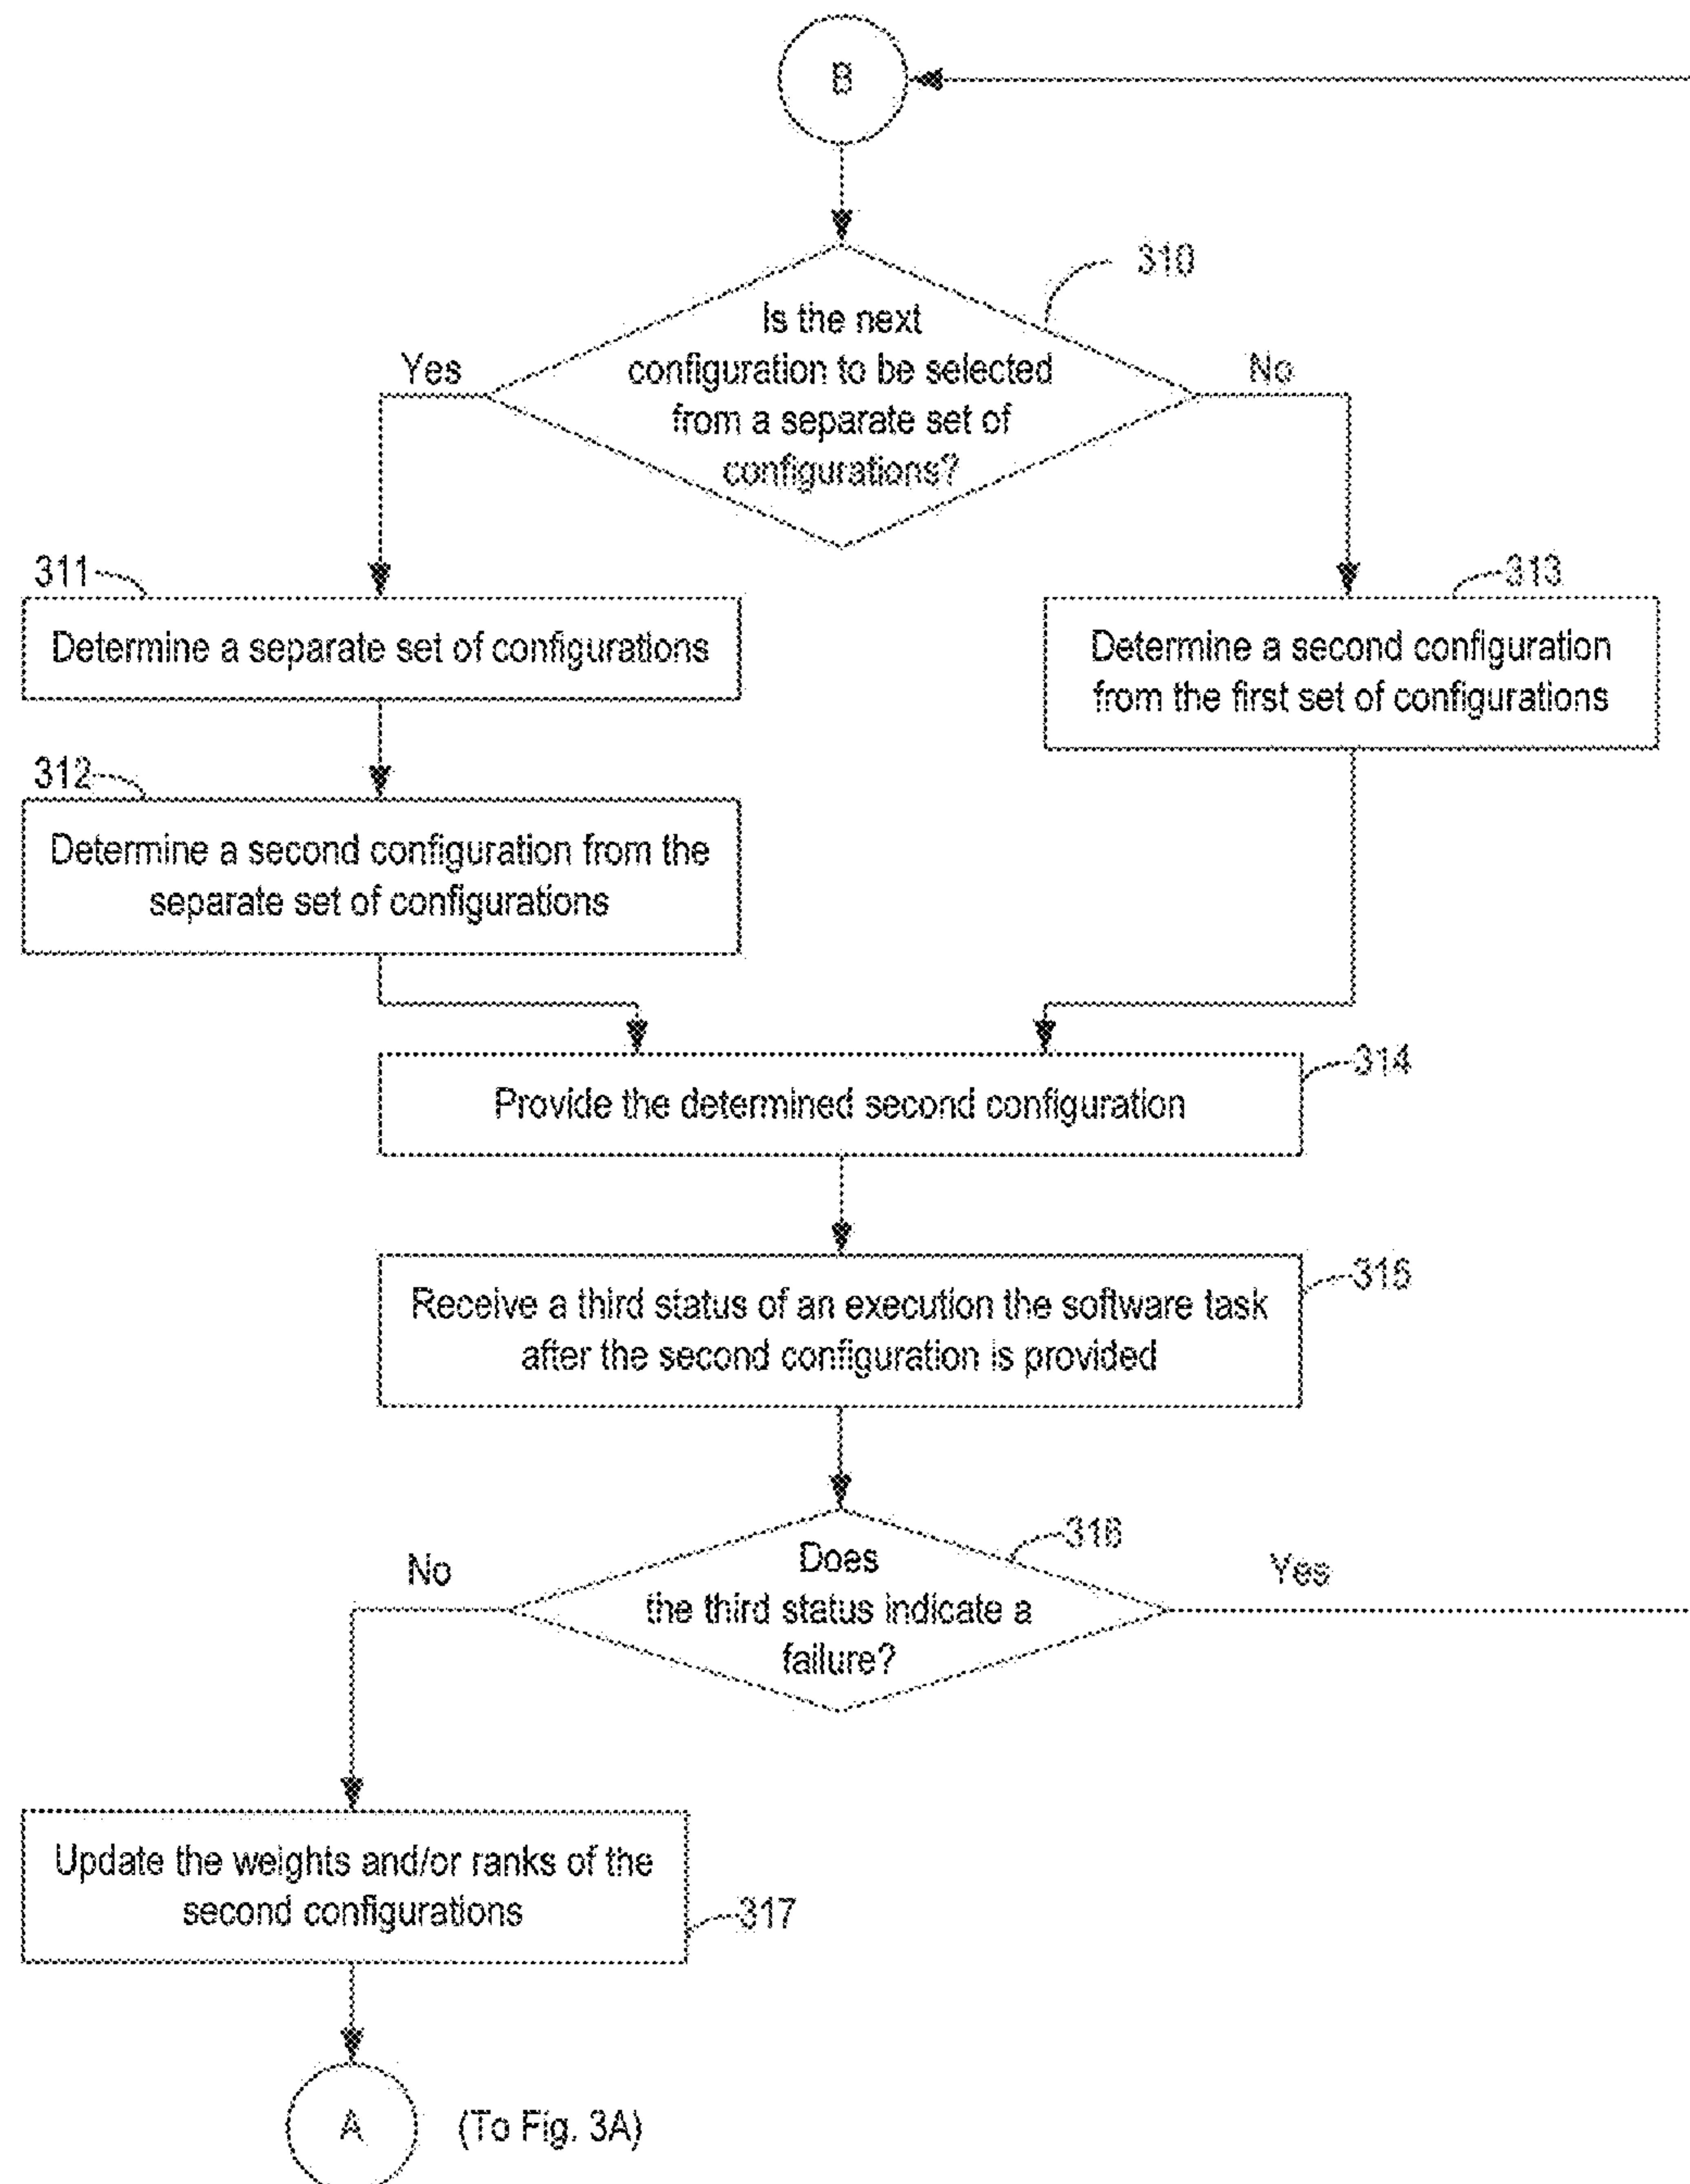 B
310
Is the next
configuration to be selected
from a separate set of
configurations?
Yes
No
311
Determine a separate set of configurations
313
Determine a second configuration
from the first set of configurations
312
Determine a second configuration from the
separate set of configurations
314
Provide the determined second configuration
315
Receive a third status of an execution the software task
after the second configuration is provided
316
Does
the third status indicate a
failure?
No
Yes
Update the weights and/or ranks of the
second configurations
317
A
(To Fig. 3A)